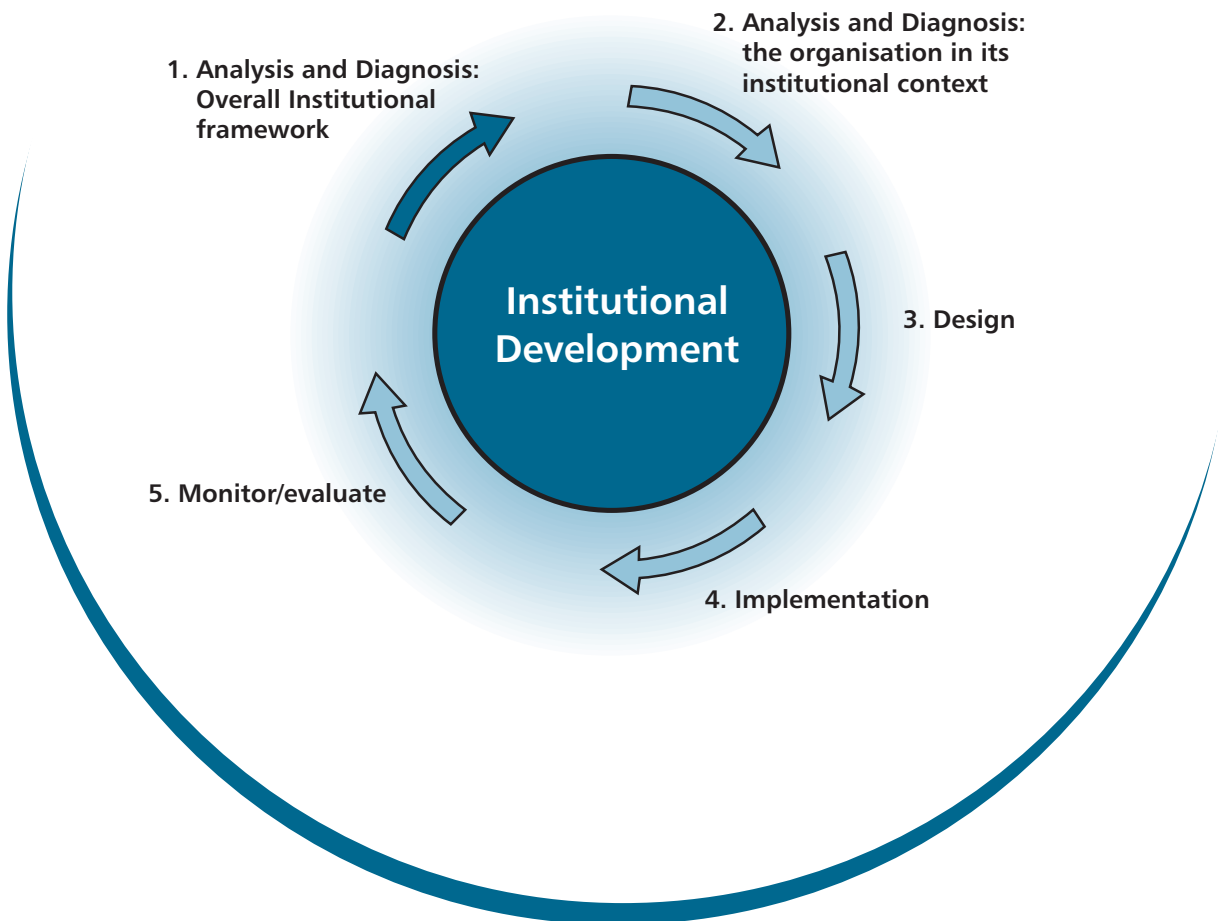 1. Analysis and Diagnosis:
Overall Institutional
framework
2. Analysis and Diagnosis:
the organisation in its
institutional context
Institutional
Development
3. Design
4. Implementation
5. Monitor/evaluate